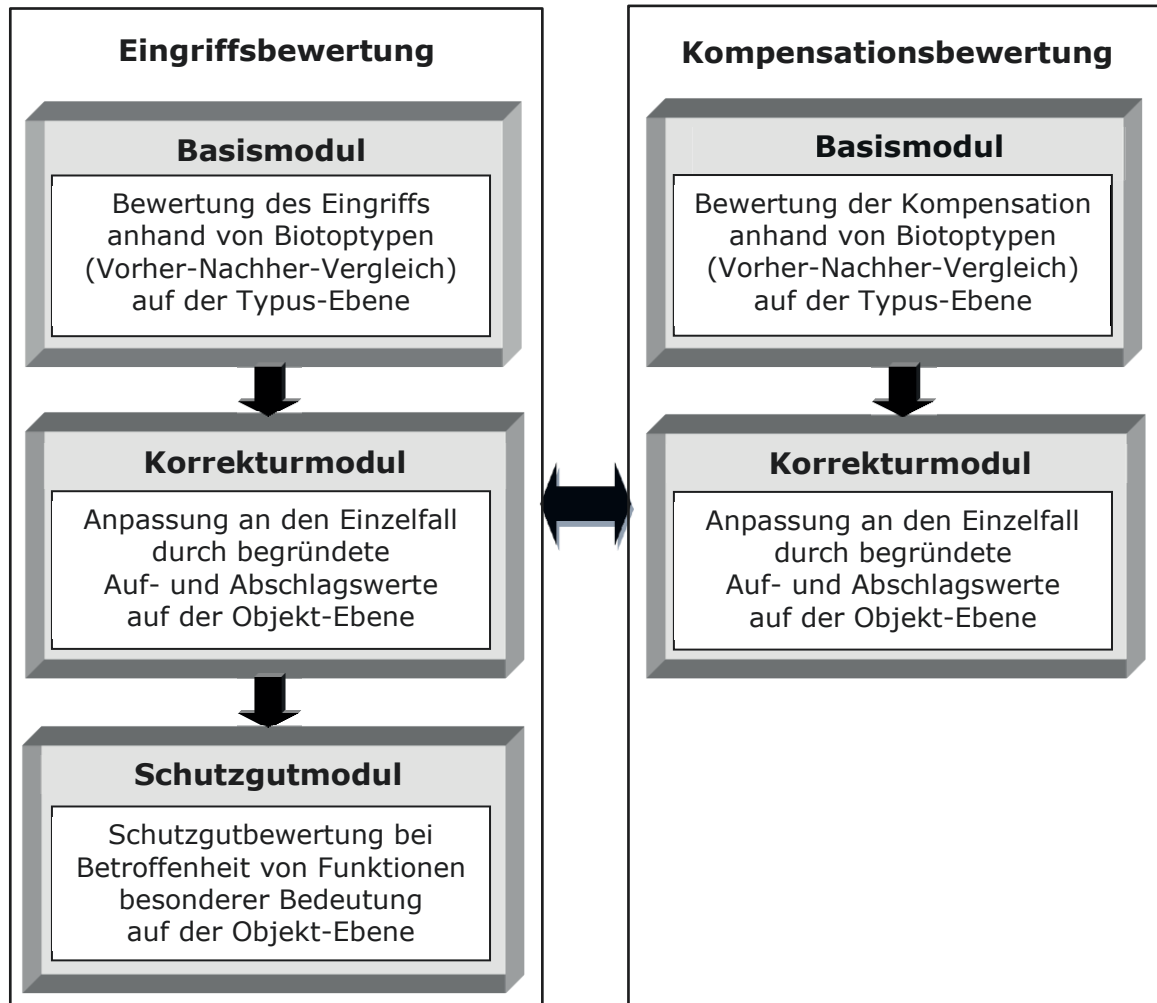 Eingriffsbewertung
Basismodul
Bewertung des Eingriffs
anhand von Biotoptypen
(Vorher-Nachher-Vergleich)
auf der Typus-Ebene
Korrekturmodul
Anpassung an den Einzelfall
durch begründete
Auf- und Abschlagswerte
auf der Objekt-Ebene
Schutzgutmodul
Schutzgutbewertung bei
Betroffenheit von Funktionen
besonderer Bedeutung
auf der Objekt-Ebene
Kompensationsbewertung
Basismodul
Bewertung der Kompensation
anhand von Biotoptypen
(Vorher-Nachher-Vergleich)
auf der Typus-Ebene
Korrekturmodul
Anpassung an den Einzelfall
durch begründete
Auf- und Abschlagswerte
auf der Objekt-Ebene